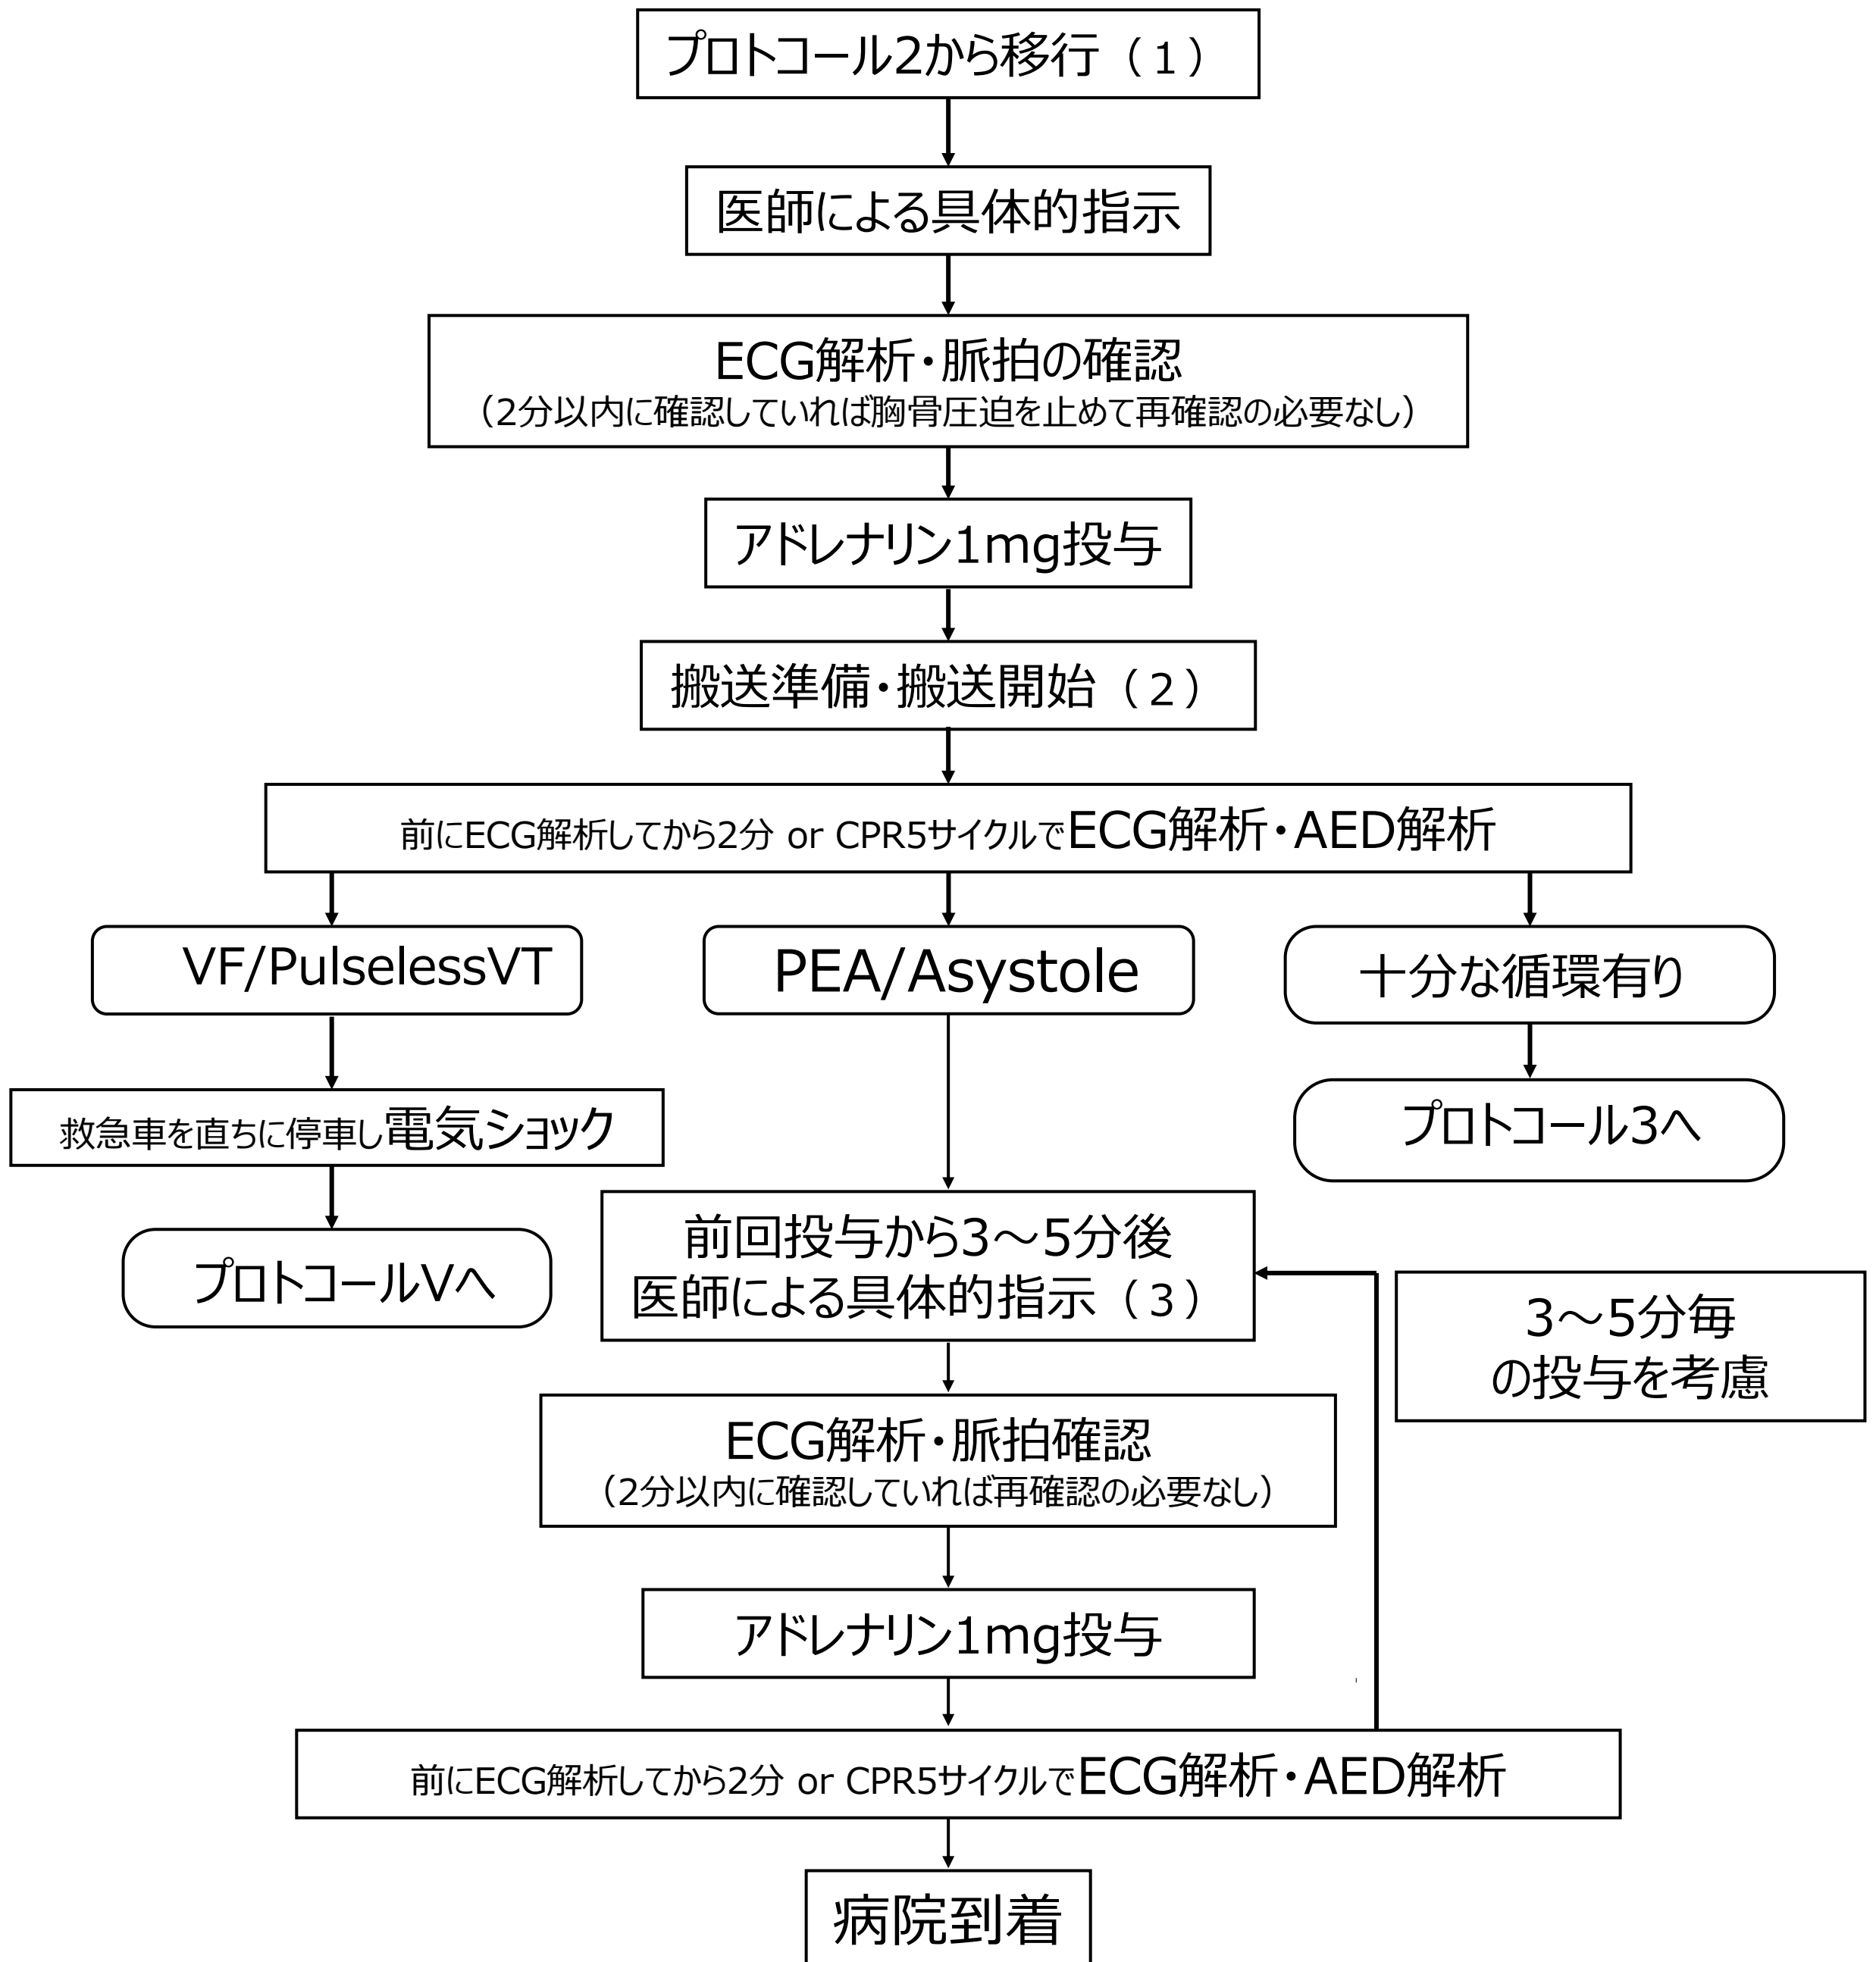 プロトコール2から移行（１）
医師による具体的指示
ECG解析・脈拍の確認
（2分以内に確認していれば胸骨圧迫を止めて再確認の必要なし）
アドレナリン1mg投与
搬送準備・搬送開始（２）
前にECG解析してから2分 or CPR5サイクルでECG解析・AED解析
VF/PulselessVT
PEA/Asystole
十分な循環有り
救急車を直ちに停車し電気ショック
プロトコール3へ
プロトコールVへ
前回投与から3～5分後
医師による具体的指示（３）
3～5分毎
の投与を考慮
ECG解析・脈拍確認
（2分以内に確認していれば再確認の必要なし）
アドレナリン1mg投与
前にECG解析してから2分 or CPR5サイクルでECG解析・AED解析
病院到着